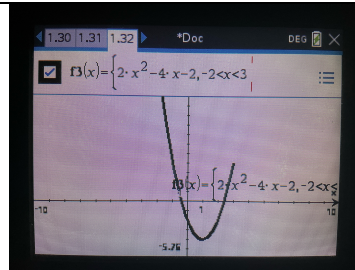 1.30 1.31 1.32 *Doc DEG
f3(x)={2·x²-4·x-2,-2<x<3
f3(x)={2·x²-4·x-2,-2<x<
-10 1 10
-5.76